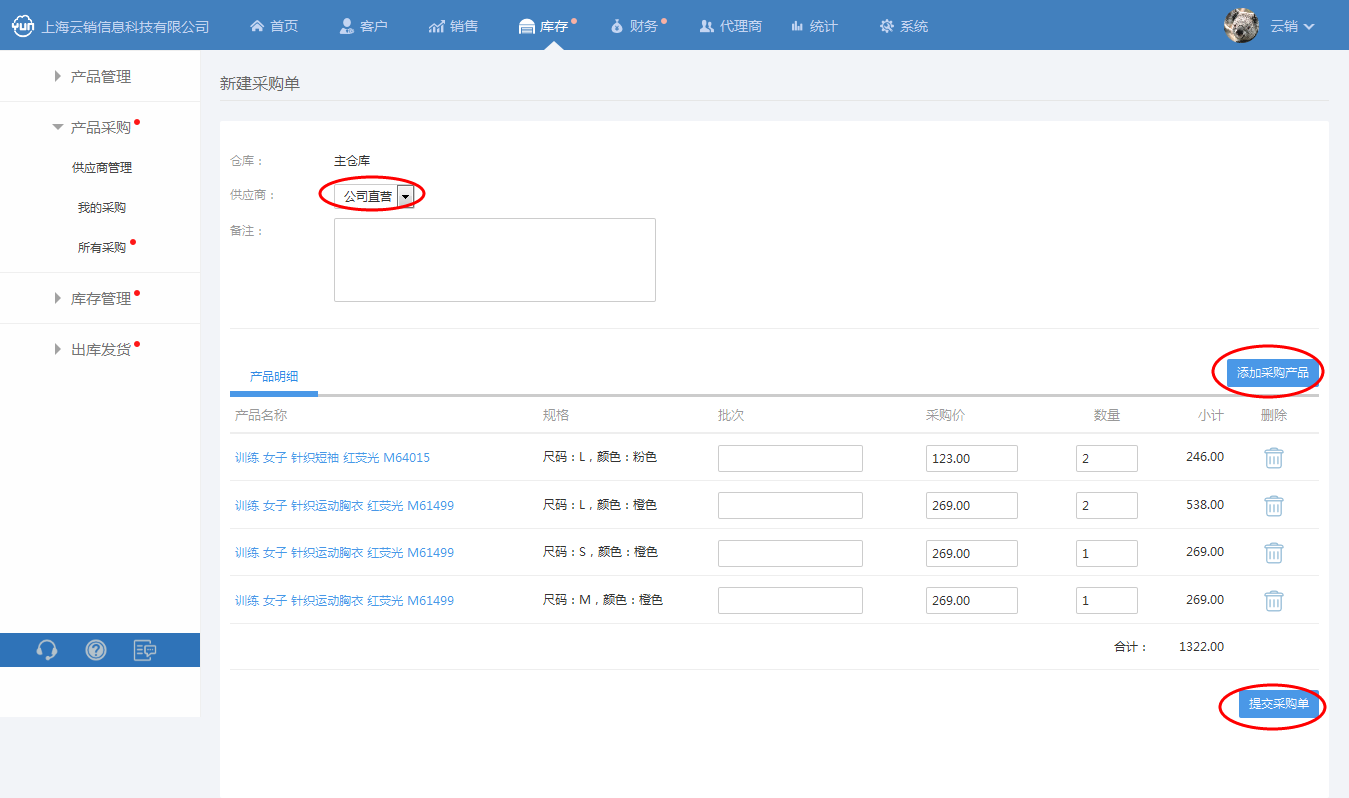 yun 上海云销信息科技有限公司 首页 客户 销售 库存 财务 代理商 统计 系统 云销
产品管理
产品采购
供应商管理
我的采购
所有采购
库存管理
出库发货
新建采购单
仓库： 主仓库
供应商： 公司直营
备注：
产品明细 添加采购产品
产品名称 规格 批次 采购价 数量 小计 删除
训练 女子 针织短袖 红荧光 M64015 尺码：L，颜色：粉色 123.00 2 246.00
训练 女子 针织运动胸衣 红荧光 M61499 尺码：L，颜色：橙色 269.00 2 538.00
训练 女子 针织运动胸衣 红荧光 M61499 尺码：S，颜色：橙色 269.00 1 269.00
训练 女子 针织运动胸衣 红荧光 M61499 尺码：M，颜色：橙色 269.00 1 269.00
合计： 1322.00
提交采购单